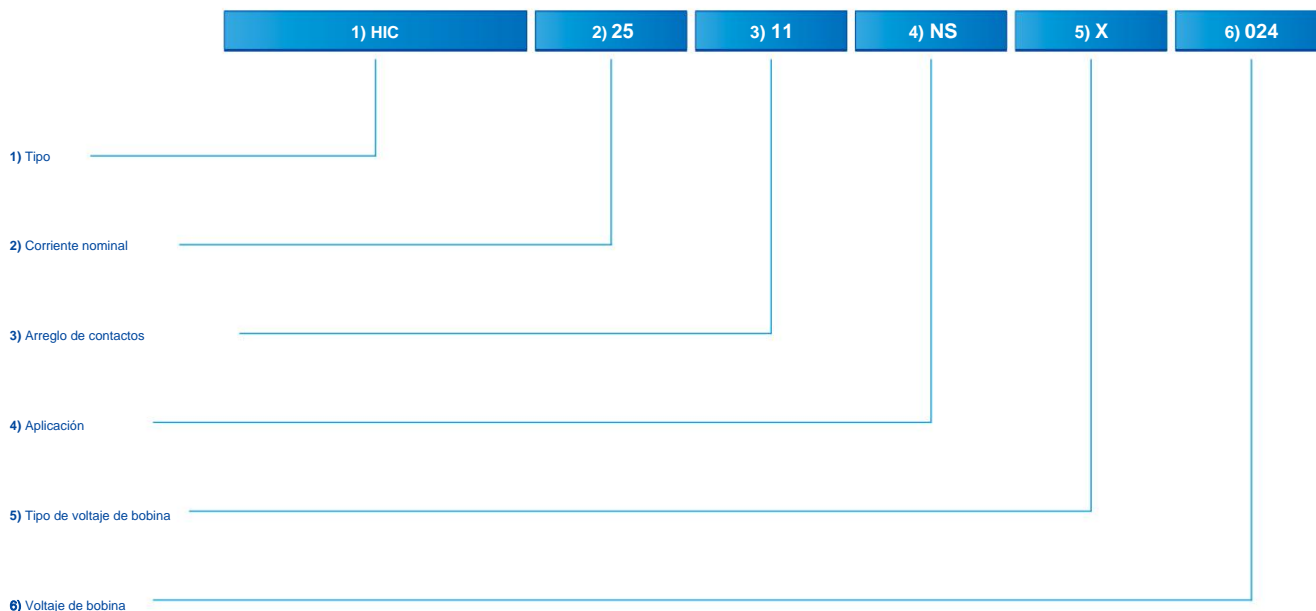 1) HIC 2) 25 3) 11 4) NS 5) X 6) 024
1) Tipo
2) Corriente nominal
3) Arreglo de contactos
4) Aplicación
5) Tipo de voltaje de bobina
6) Voltaje de bobina